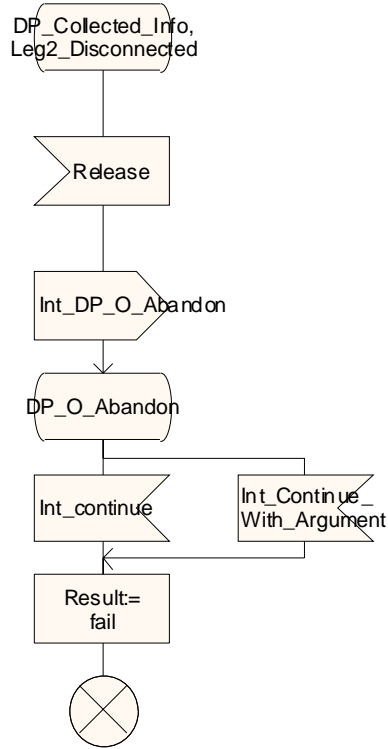 DP_Collected_Info,
Leg2_Disconnected
Release
Int_DP_O_Abandon
DP_O_Abandon
Int_continue
Int_Continue_
With_Argument
Result:=
fail